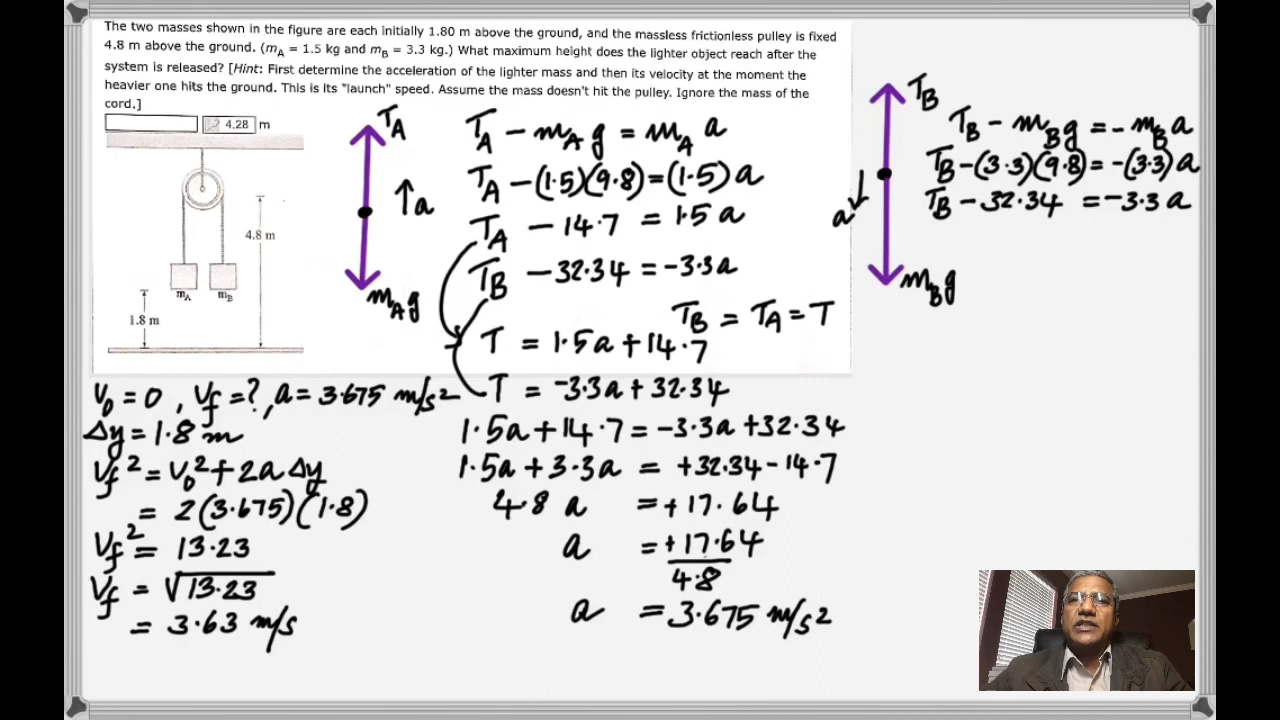 The two masses shown in the figure are each initially 1.80 m above the ground, and the massless frictionless pulley is fixed
4.8 m above the ground. (mA = 1.5 kg and mB = 3.3 kg.) What maximum height does the lighter object reach after the
system is released? [Hint: First determine the acceleration of the lighter mass and then its velocity at the moment the
heavier one hits the ground. This is its "launch" speed. Assume the mass doesn't hit the pulley. Ignore the mass of the
cord.]
4.28 m
4.8 m
mA mB
1.8 m
TA
↑a
mAg
TA - mAg = mA a
TA - (1.5)(9.8) = (1.5)a
TA - 14.7 = 1.5 a
TB - 32.34 = -3.3a
TB = TA = T
T = 1.5a + 14.7
T = -3.3a + 32.34
1.5a + 14.7 = -3.3a + 32.34
1.5a + 3.3a = +32.34 - 14.7
4.8 a = +17.64
a = +17.64
4.8
a = 3.675 m/s2
TB
a↓
mBg
TB - mBg = - mBa
TB - (3.3)(9.8) = -(3.3)a
TB - 32.34 = -3.3 a
V0 = 0 , Vf = ?, a = 3.675 m/s2
Δy = 1.8 m
Vf2 = V02 + 2a Δy
= 2(3.675)(1.8)
Vf2 = 13.23
Vf = √13.23
= 3.63 m/s